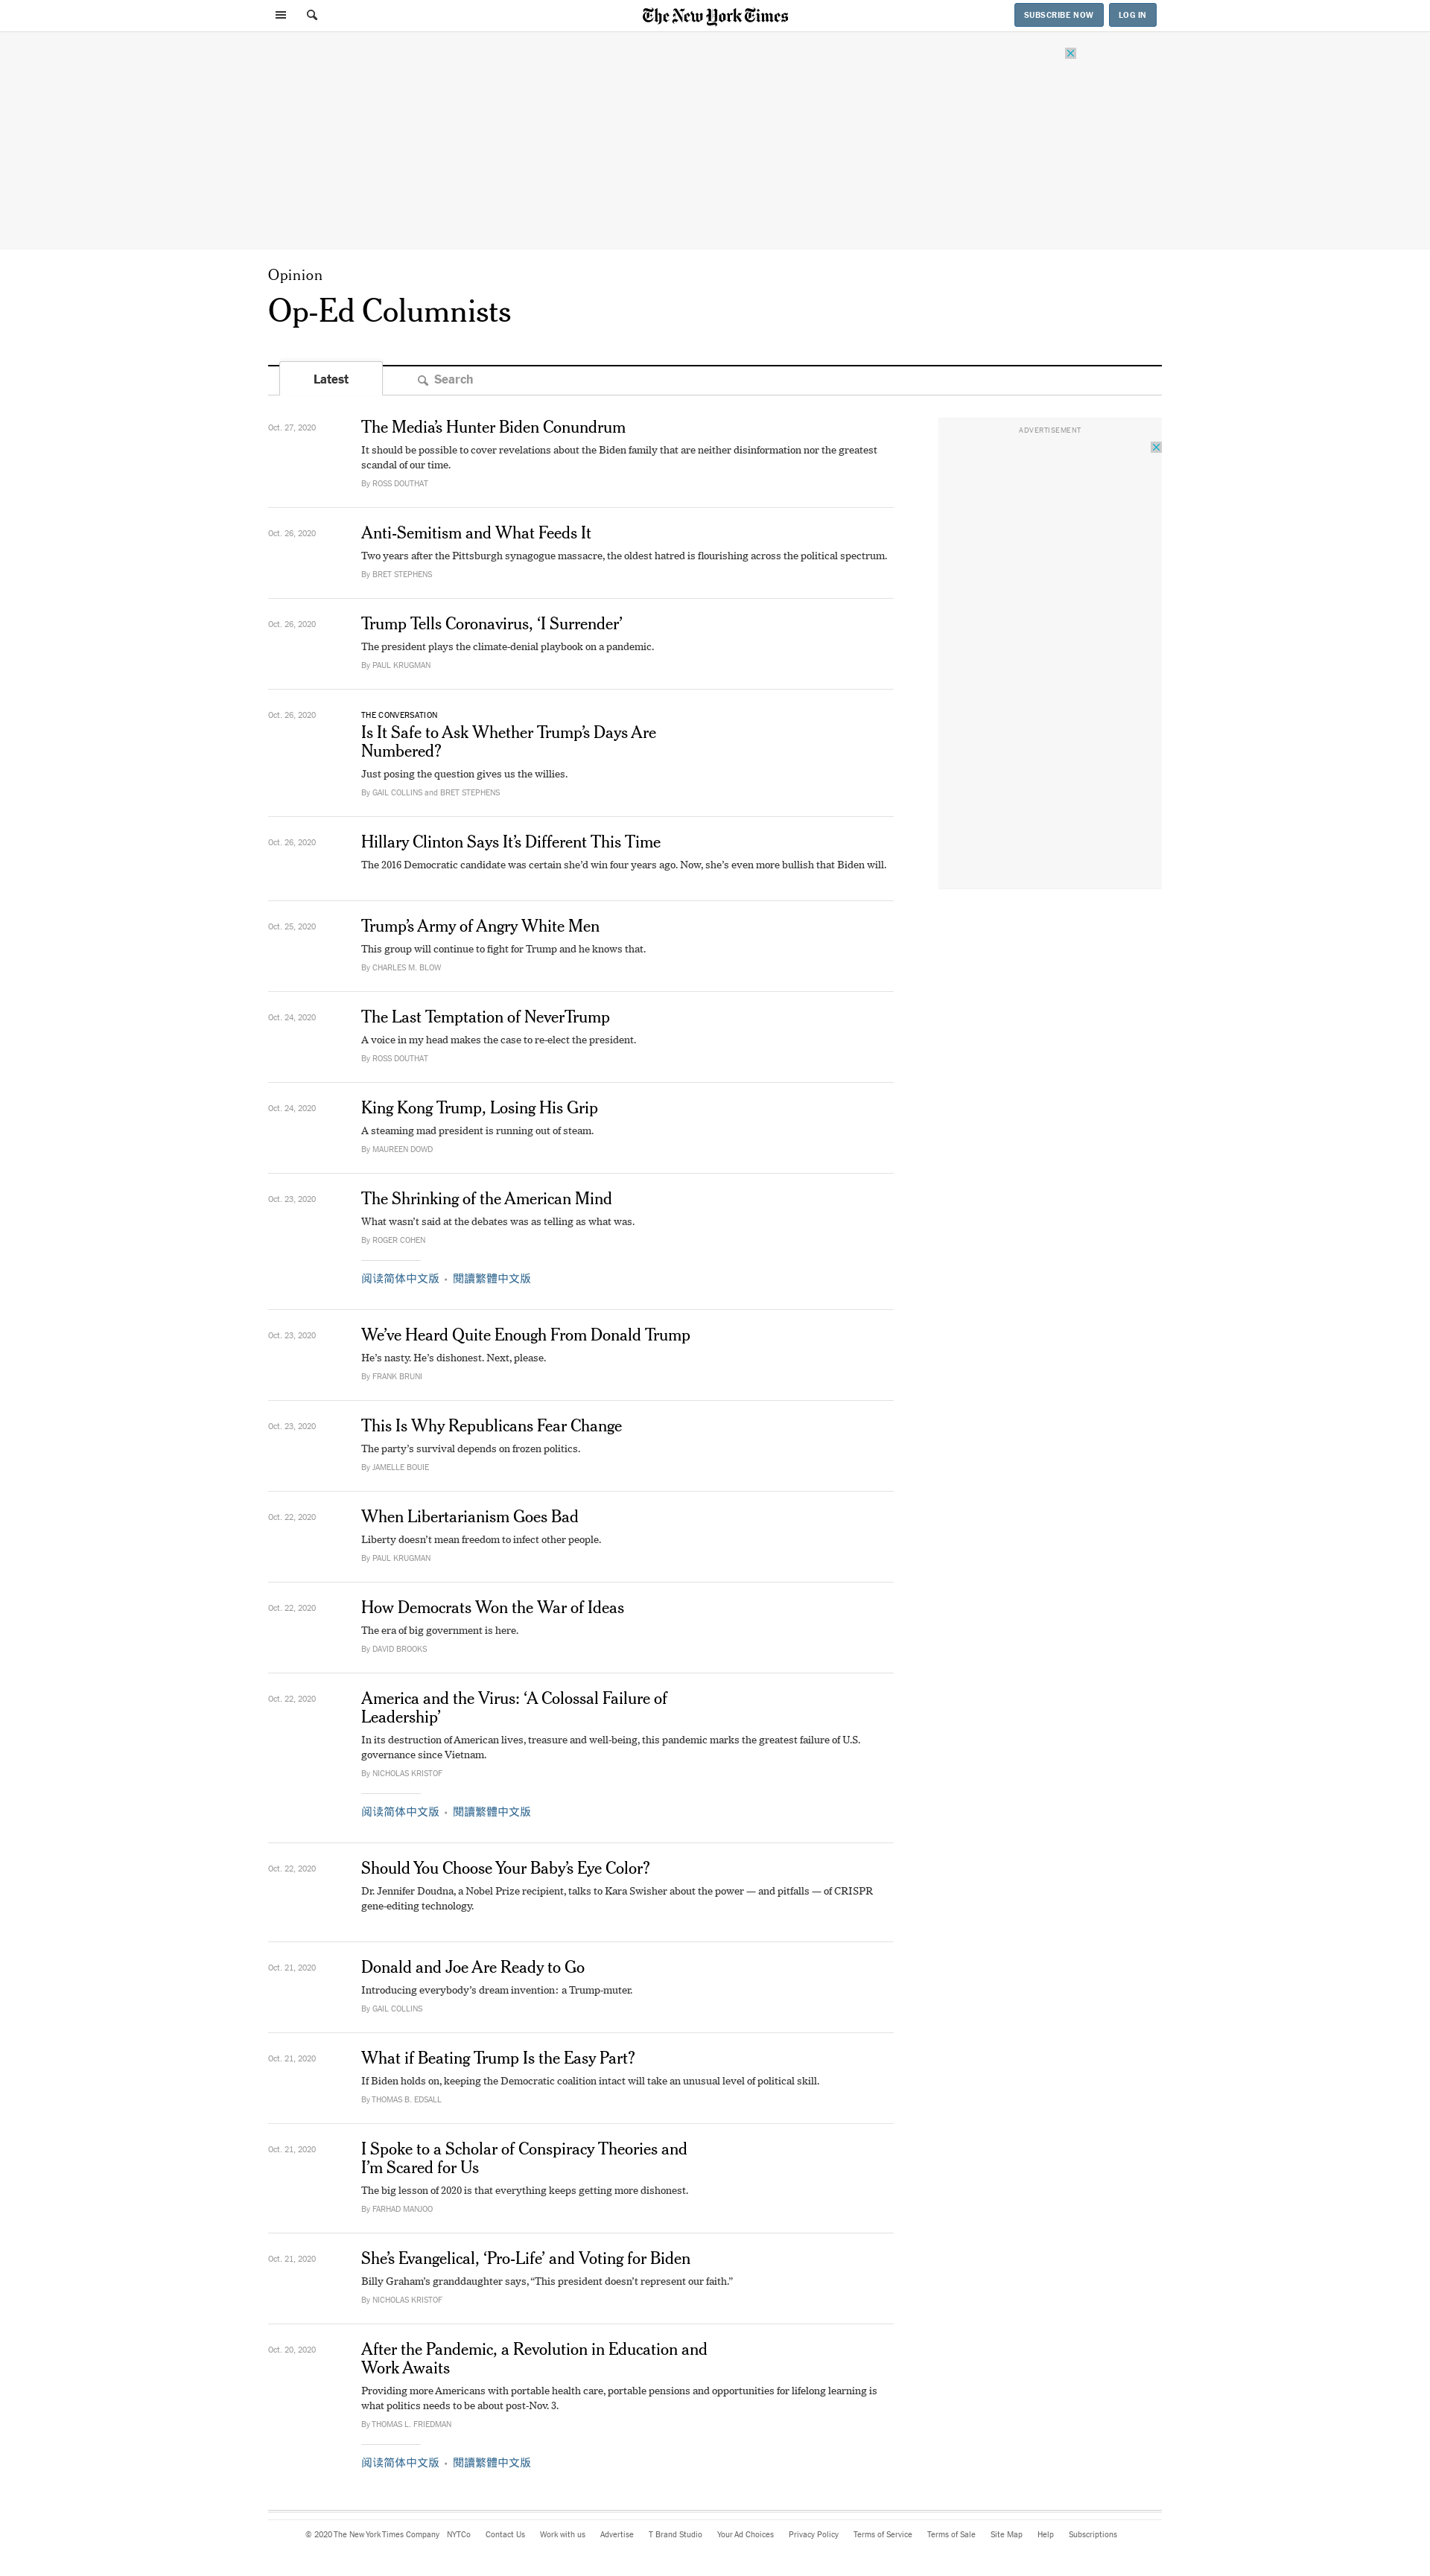 The New York Times
SUBSCRIBE NOW
LOG IN
Opinion
Op-Ed Columnists
Latest
Search
ADVERTISEMENT
Oct. 27, 2020
The Media’s Hunter Biden Conundrum
It should be possible to cover revelations about the Biden family that are neither disinformation nor the greatest
scandal of our time.
By ROSS DOUTHAT
Oct. 26, 2020
Anti-Semitism and What Feeds It
Two years after the Pittsburgh synagogue massacre, the oldest hatred is flourishing across the political spectrum.
By BRET STEPHENS
Oct. 26, 2020
Trump Tells Coronavirus, ‘I Surrender’
The president plays the climate-denial playbook on a pandemic.
By PAUL KRUGMAN
Oct. 26, 2020
THE CONVERSATION
Is It Safe to Ask Whether Trump’s Days Are
Numbered?
Just posing the question gives us the willies.
By GAIL COLLINS and BRET STEPHENS
Oct. 26, 2020
Hillary Clinton Says It’s Different This Time
The 2016 Democratic candidate was certain she’d win four years ago. Now, she’s even more bullish that Biden will.
Oct. 25, 2020
Trump’s Army of Angry White Men
This group will continue to fight for Trump and he knows that.
By CHARLES M. BLOW
Oct. 24, 2020
The Last Temptation of NeverTrump
A voice in my head makes the case to re-elect the president.
By ROSS DOUTHAT
Oct. 24, 2020
King Kong Trump, Losing His Grip
A steaming mad president is running out of steam.
By MAUREEN DOWD
Oct. 23, 2020
The Shrinking of the American Mind
What wasn’t said at the debates was as telling as what was.
By ROGER COHEN
阅读简体中文版 • 閱讀繁體中文版
Oct. 23, 2020
We’ve Heard Quite Enough From Donald Trump
He’s nasty. He’s dishonest. Next, please.
By FRANK BRUNI
Oct. 23, 2020
This Is Why Republicans Fear Change
The party’s survival depends on frozen politics.
By JAMELLE BOUIE
Oct. 22, 2020
When Libertarianism Goes Bad
Liberty doesn’t mean freedom to infect other people.
By PAUL KRUGMAN
Oct. 22, 2020
How Democrats Won the War of Ideas
The era of big government is here.
By DAVID BROOKS
Oct. 22, 2020
America and the Virus: ‘A Colossal Failure of
Leadership’
In its destruction of American lives, treasure and well-being, this pandemic marks the greatest failure of U.S.
governance since Vietnam.
By NICHOLAS KRISTOF
阅读简体中文版 • 閱讀繁體中文版
Oct. 22, 2020
Should You Choose Your Baby’s Eye Color?
Dr. Jennifer Doudna, a Nobel Prize recipient, talks to Kara Swisher about the power — and pitfalls — of CRISPR
gene-editing technology.
Oct. 21, 2020
Donald and Joe Are Ready to Go
Introducing everybody’s dream invention: a Trump-muter.
By GAIL COLLINS
Oct. 21, 2020
What if Beating Trump Is the Easy Part?
If Biden holds on, keeping the Democratic coalition intact will take an unusual level of political skill.
By THOMAS B. EDSALL
Oct. 21, 2020
I Spoke to a Scholar of Conspiracy Theories and
I’m Scared for Us
The big lesson of 2020 is that everything keeps getting more dishonest.
By FARHAD MANJOO
Oct. 21, 2020
She’s Evangelical, ‘Pro-Life’ and Voting for Biden
Billy Graham’s granddaughter says, “This president doesn’t represent our faith.”
By NICHOLAS KRISTOF
Oct. 20, 2020
After the Pandemic, a Revolution in Education and
Work Awaits
Providing more Americans with portable health care, portable pensions and opportunities for lifelong learning is
what politics needs to be about post-Nov. 3.
By THOMAS L. FRIEDMAN
阅读简体中文版 • 閱讀繁體中文版
© 2020 The New York Times Company NYTCo Contact Us Work with us Advertise T Brand Studio Your Ad Choices Privacy Policy Terms of Service Terms of Sale Site Map Help Subscriptions